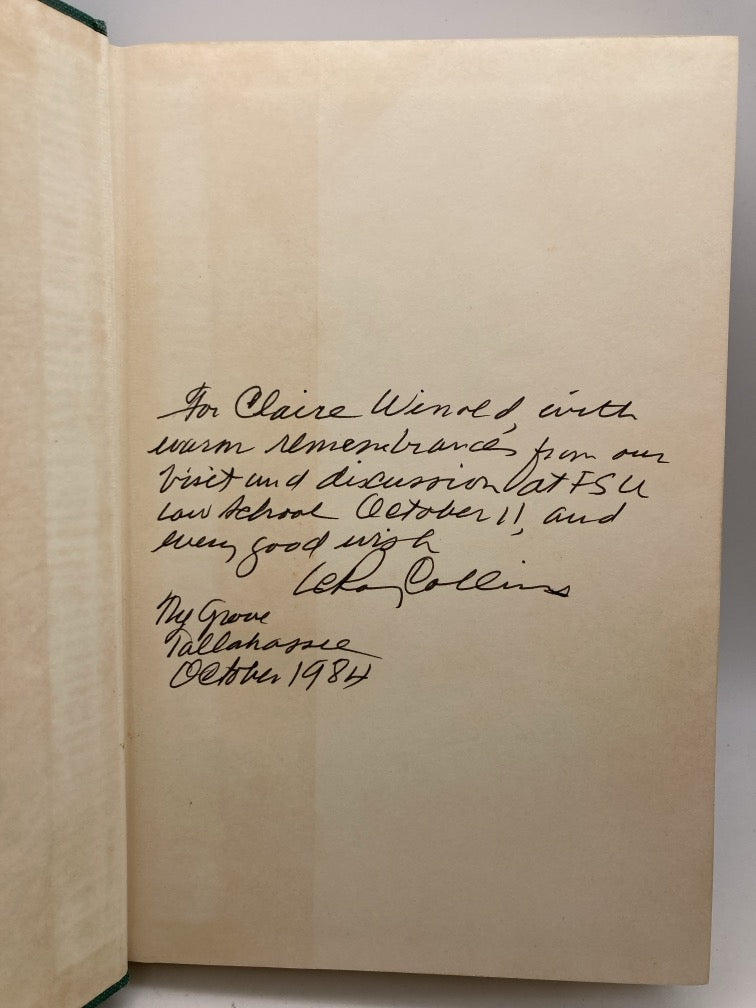 For Claire Winold, with
warm remembrances from our
visit and discussion at FSU
Law School October 11, and
every good wish
LeRoy Collins
The Grove
Tallahassee
October 1984